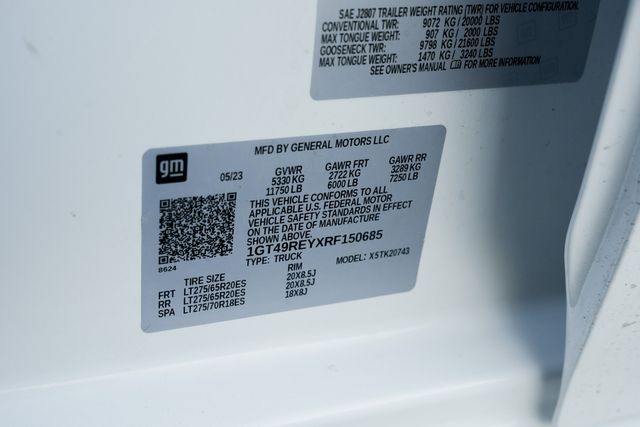 SAE J2807 TRAILER WEIGHT RATING (TWR) FOR VEHICLE CONFIGURATION.
CONVENTIONAL TWR: 9072 KG / 20000 LBS
MAX TONGUE WEIGHT: 907 KG / 2000 LBS
GOOSENECK TWR: 9798 KG / 21600 LBS
MAX TONGUE WEIGHT: 1470 KG / 3240 LBS
SEE OWNER'S MANUAL FOR MORE INFORMATION
gm
MFD BY GENERAL MOTORS LLC
05/23 GVWR GAWR FRT GAWR RR
5330 KG 2722 KG 3289 KG
11750 LB 6000 LB 7250 LB
THIS VEHICLE CONFORMS TO ALL
APPLICABLE U.S. FEDERAL MOTOR
VEHICLE SAFETY STANDARDS IN EFFECT
ON THE DATE OF MANUFACTURE
SHOWN ABOVE.
1GT49REYXRF150685
8624 TYPE: TRUCK MODEL: X5TK20743
TIRE SIZE RIM
FRT LT275/65R20ES 20X8.5J
RR LT275/65R20ES 20X8.5J
SPA LT275/70R18ES 18X8J